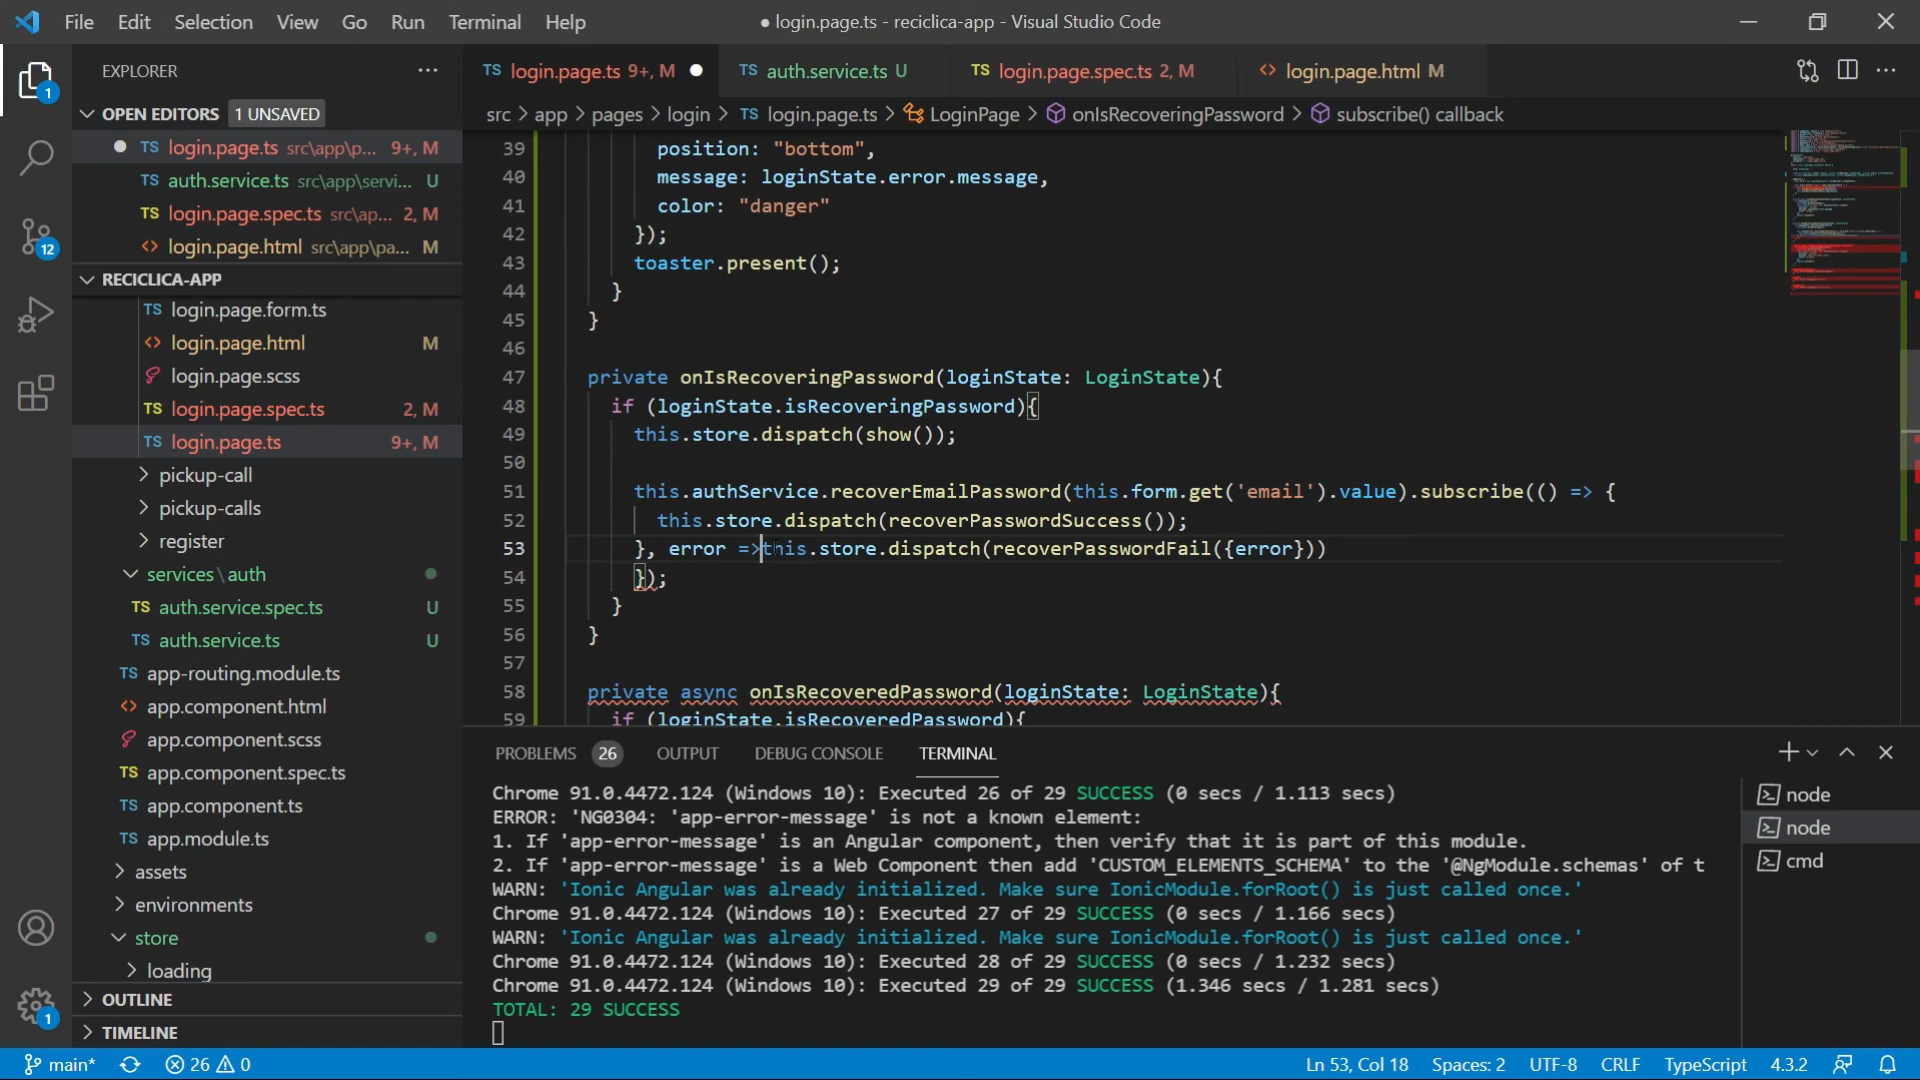 File Edit Selection View Go Run Terminal Help ● login.page.ts - reciclica-app - Visual Studio Code
EXPLORER
TS login.page.ts 9+, M TS auth.service.ts U TS login.page.spec.ts 2, M <> login.page.html M
OPEN EDITORS 1 UNSAVED
src > app > pages > login > TS login.page.ts > LoginPage > onIsRecoveringPassword > subscribe() callback
TS login.page.ts src\app\p... 9+, M
TS auth.service.ts src\app\servi... U
TS login.page.spec.ts src\ap... 2, M
<> login.page.html src\app\pa... M
RECICLICA-APP
TS login.page.form.ts
<> login.page.html M
login.page.scss
TS login.page.spec.ts 2, M
TS login.page.ts 9+, M
pickup-call
pickup-calls
register
services\auth
TS auth.service.spec.ts U
TS auth.service.ts U
TS app-routing.module.ts
<> app.component.html
app.component.scss
TS app.component.spec.ts
TS app.component.ts
TS app.module.ts
assets
environments
store
loading
OUTLINE
TIMELINE
39 position: "bottom",
40 message: loginState.error.message,
41 color: "danger"
42 });
43 toaster.present();
44 }
45 }
46
47 private onIsRecoveringPassword(loginState: LoginState){
48 if (loginState.isRecoveringPassword){
49 this.store.dispatch(show());
50
51 this.authService.recoverEmailPassword(this.form.get('email').value).subscribe(() => {
52 this.store.dispatch(recoverPasswordSuccess());
53 }, error =>this.store.dispatch(recoverPasswordFail({error}))
54 });
55 }
56 }
57
58 private async onIsRecoveredPassword(loginState: LoginState){
59 if (loginState.isRecoveredPassword){
PROBLEMS 26 OUTPUT DEBUG CONSOLE TERMINAL
Chrome 91.0.4472.124 (Windows 10): Executed 26 of 29 SUCCESS (0 secs / 1.113 secs)
ERROR: 'NG0304: 'app-error-message' is not a known element:
1. If 'app-error-message' is an Angular component, then verify that it is part of this module.
2. If 'app-error-message' is a Web Component then add 'CUSTOM_ELEMENTS_SCHEMA' to the '@NgModule.schemas' of t
WARN: 'Ionic Angular was already initialized. Make sure IonicModule.forRoot() is just called once.'
Chrome 91.0.4472.124 (Windows 10): Executed 27 of 29 SUCCESS (0 secs / 1.166 secs)
WARN: 'Ionic Angular was already initialized. Make sure IonicModule.forRoot() is just called once.'
Chrome 91.0.4472.124 (Windows 10): Executed 28 of 29 SUCCESS (0 secs / 1.232 secs)
Chrome 91.0.4472.124 (Windows 10): Executed 29 of 29 SUCCESS (1.346 secs / 1.281 secs)
TOTAL: 29 SUCCESS
node
node
cmd
1
12
1
main* 26 0 Ln 53, Col 18 Spaces: 2 UTF-8 CRLF TypeScript 4.3.2